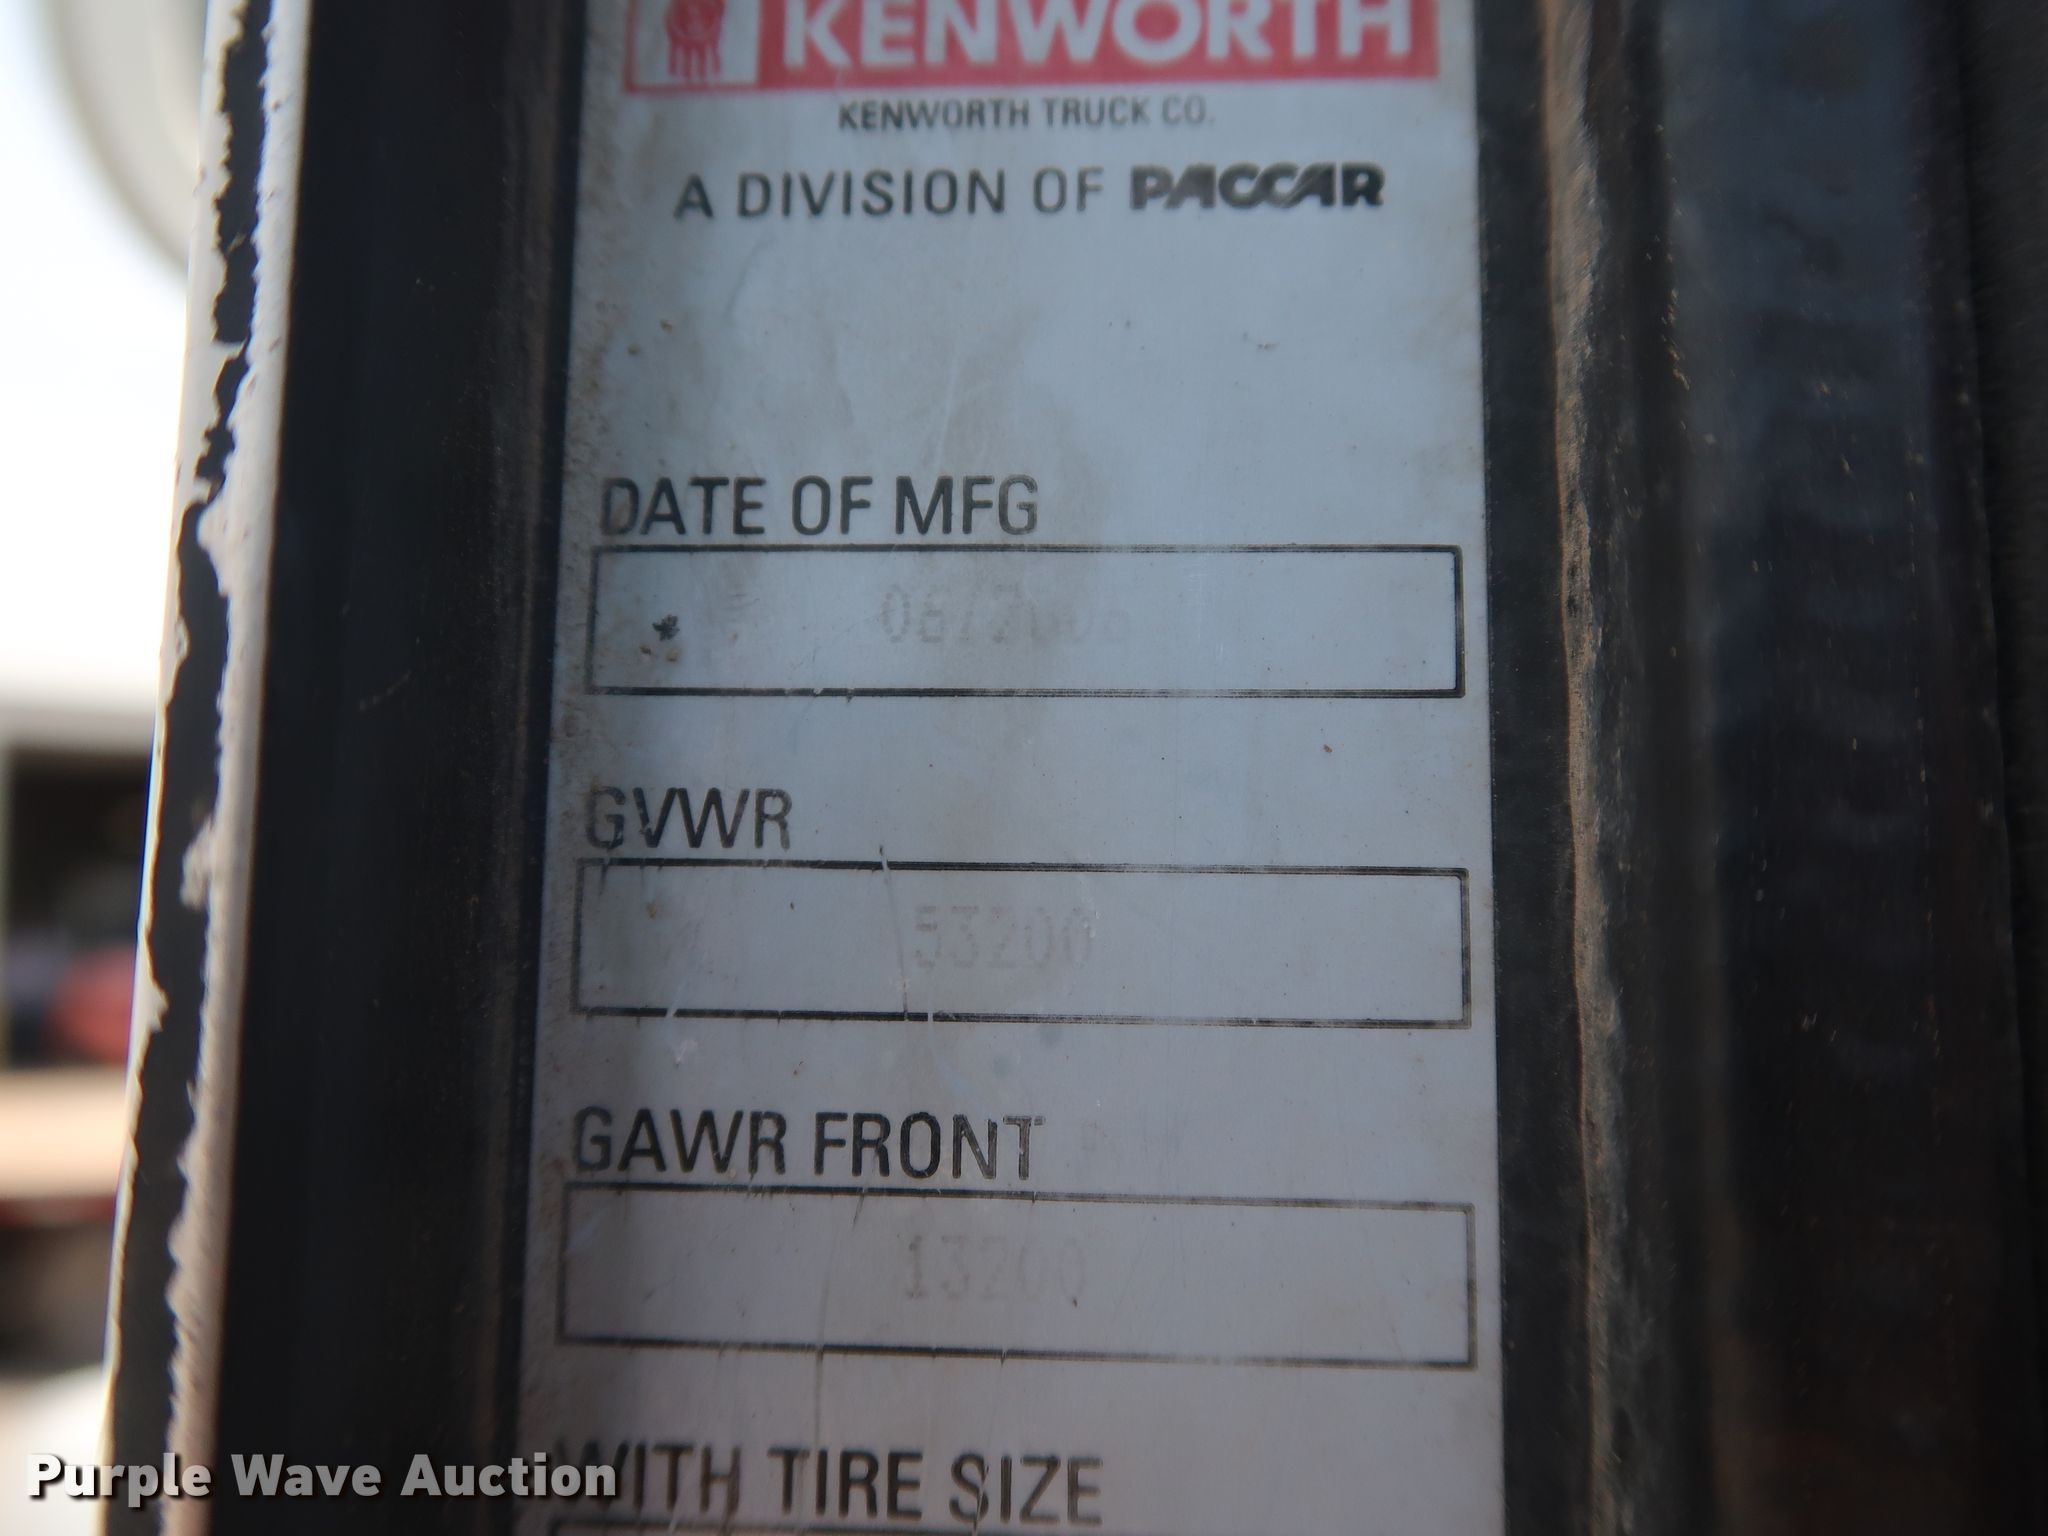 KENWORTH
KENWORTH TRUCK CO.
A DIVISION OF PACCAR
DATE OF MFG
GVWR
53200
GAWR FRONT
13200
WITH TIRE SIZE
Purple Wave Auction